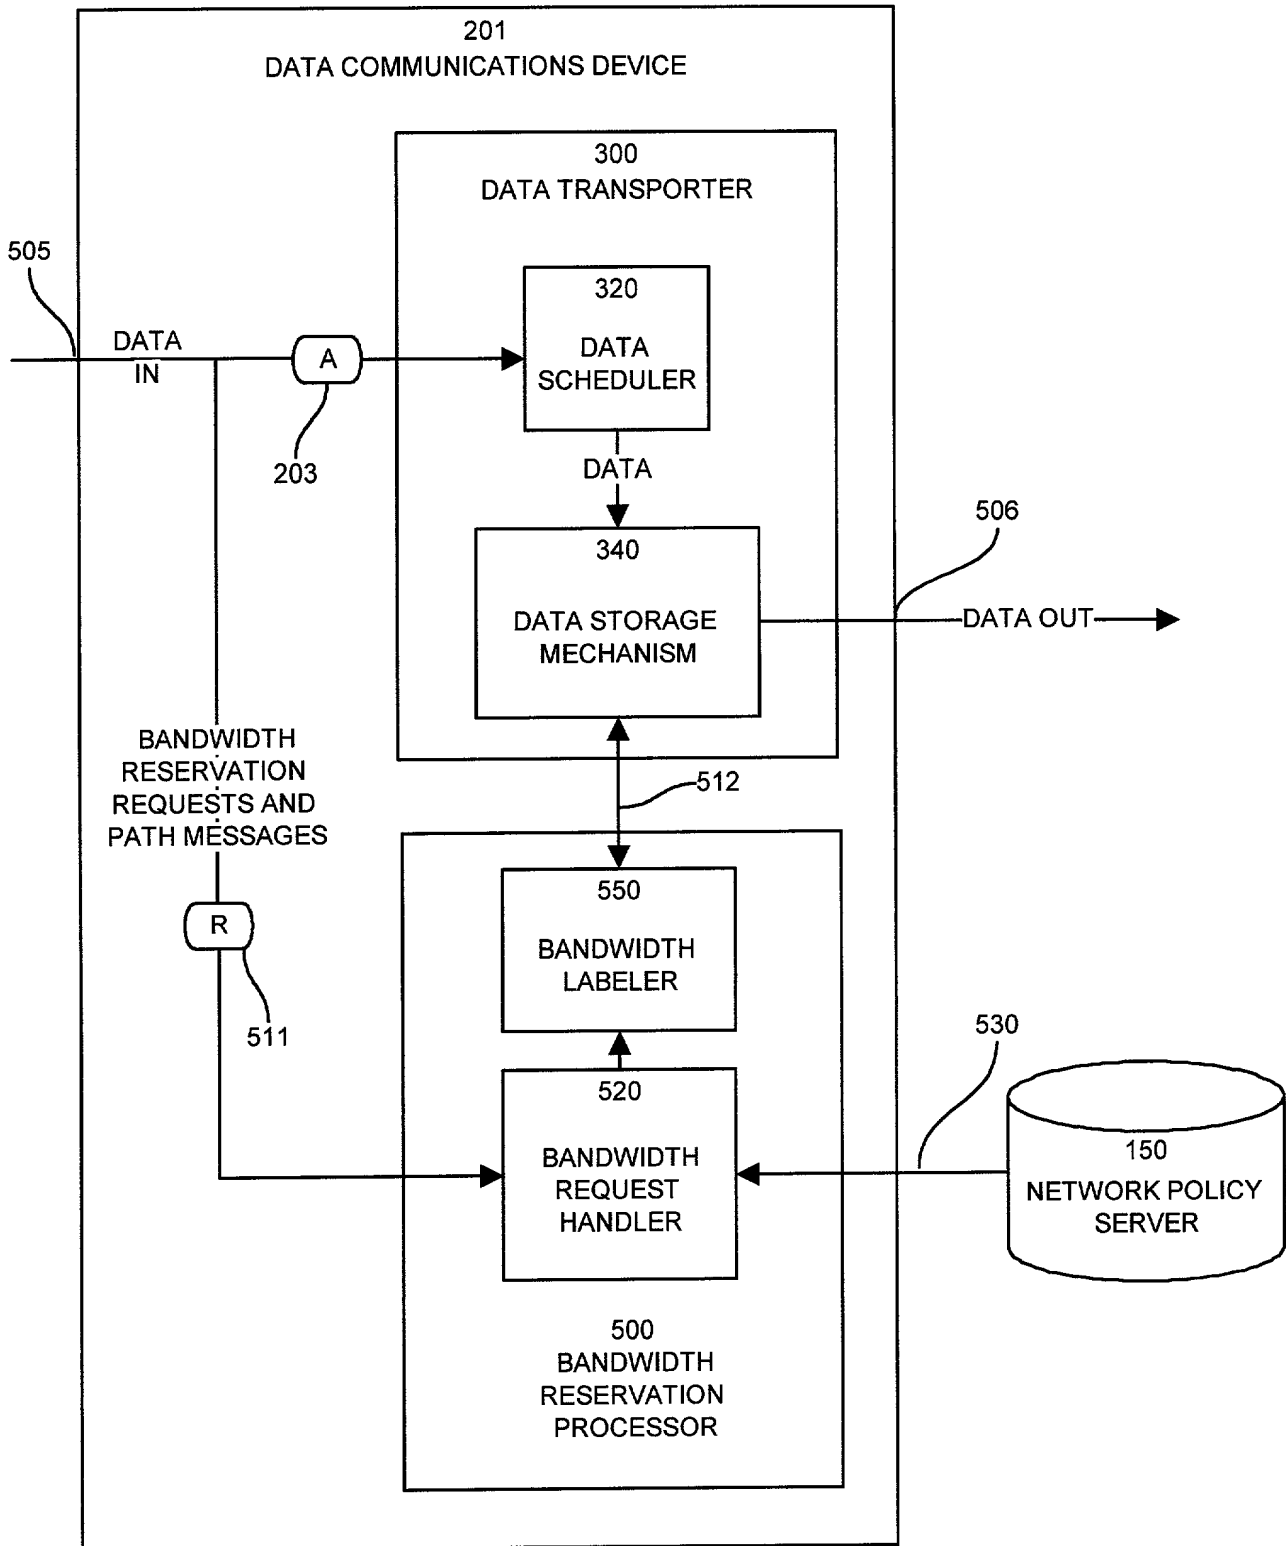 201
DATA COMMUNICATIONS DEVICE
300
DATA TRANSPORTER
505
320
DATA
SCHEDULER
DATA
IN
A
203
DATA
506
340
DATA STORAGE
MECHANISM
DATA OUT
BANDWIDTH
RESERVATION
REQUESTS AND
PATH MESSAGES
512
550
BANDWIDTH
LABELER
R
511
530
520
BANDWIDTH
REQUEST
HANDLER
150
NETWORK POLICY
SERVER
500
BANDWIDTH
RESERVATION
PROCESSOR